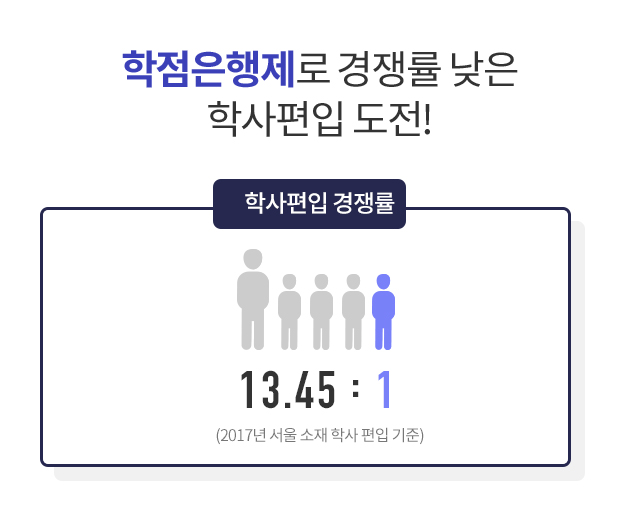 학점은행제로 경쟁률 낮은
학사편입 도전!
학사편입 경쟁률
13.45 : 1
(2017년 서울 소재 학사 편입 기준)